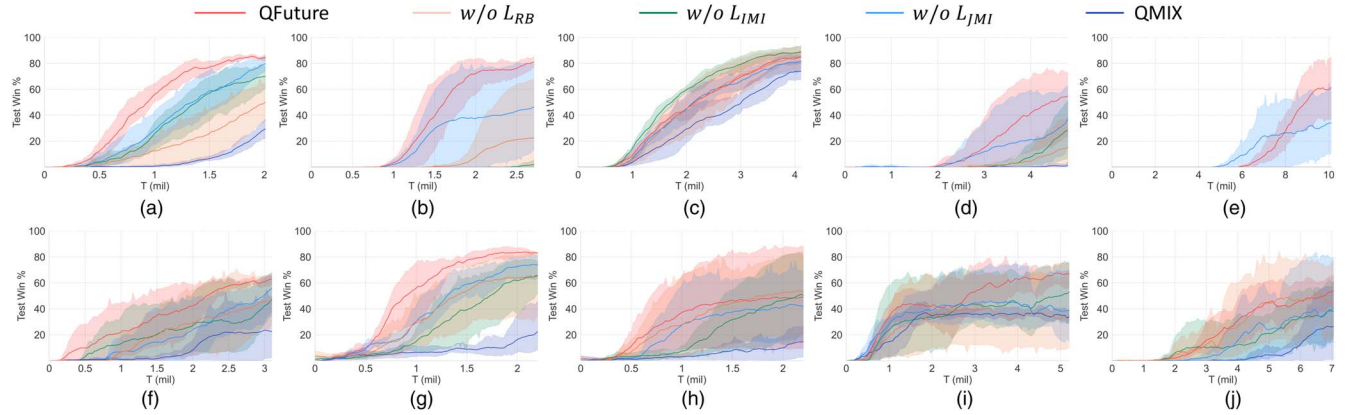 QFuture w/o L_RB w/o L_IMI w/o L_JMI QMIX
100 100 100 100 100
80 80 80 80 80
60 60 60 60 60
40 40 40 40 40
20 20 20 20 20
Test Win % Test Win % Test Win % Test Win % Test Win %
0 0.5 1 1.5 2 0 0.5 1 1.5 2 2.5 0 1 2 3 4 0 1 2 3 4 0 2 4 6 8 10
T (mil) T (mil) T (mil) T (mil) T (mil)
(a) (b) (c) (d) (e)
100 100 100 100 100
80 80 80 80 80
60 60 60 60 60
40 40 40 40 40
20 20 20 20 20
Test Win % Test Win % Test Win % Test Win % Test Win %
0 0.5 1 1.5 2 2.5 3 0 0.5 1 1.5 2 0 0.5 1 1.5 2 0 1 2 3 4 5 0 1 2 3 4 5 6 7
T (mil) T (mil) T (mil) T (mil) T (mil)
(f) (g) (h) (i) (j)